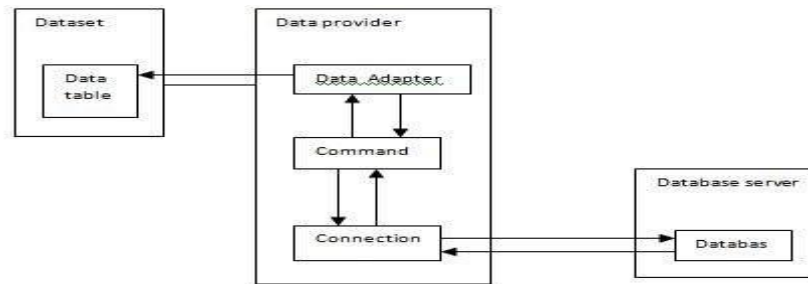 Dataset
Data provider
Data
table
Data Adapter
Command
Connection
Database server
Databas